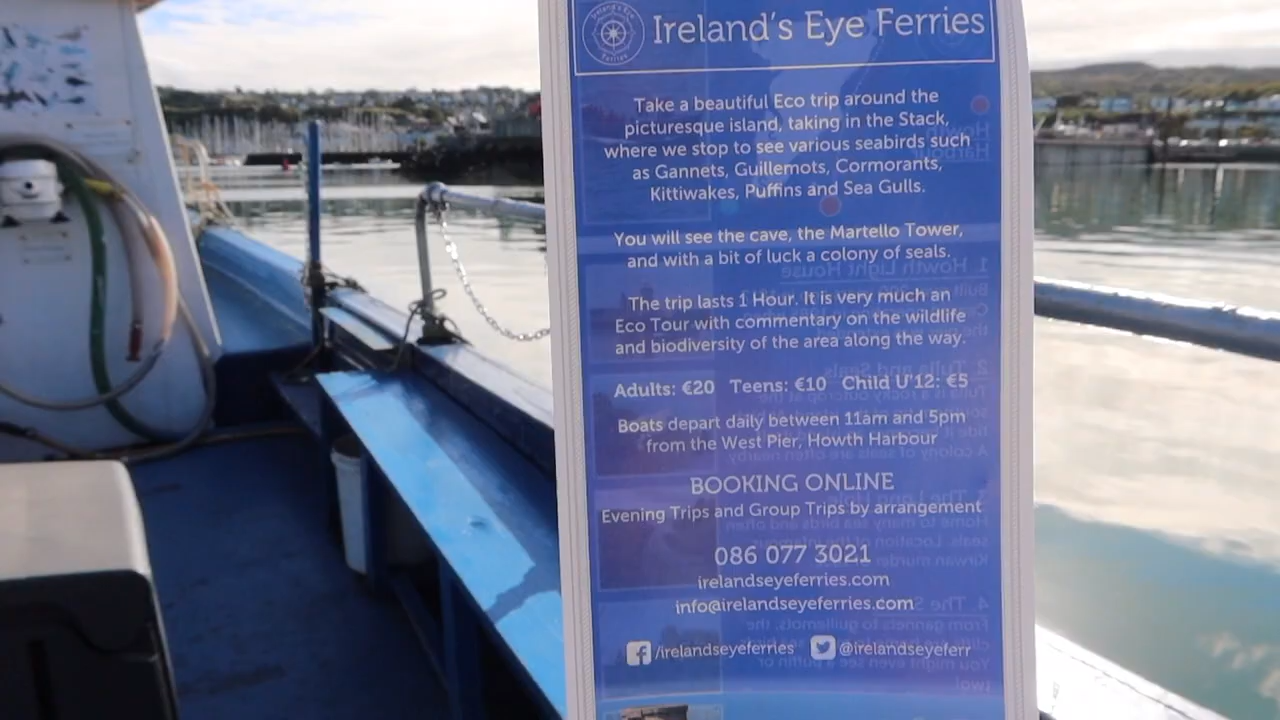 Ireland's Eye
Ferries
Ireland's Eye Ferries
Take a beautiful Eco trip around the
picturesque island, taking in the Stack,
where we stop to see various seabirds such
as Gannets, Guillemots, Cormorants,
Kittiwakes, Puffins and Sea Gulls.
You will see the cave, the Martello Tower,
and with a bit of luck a colony of seals.
The trip lasts 1 Hour. It is very much an
Eco Tour with commentary on the wildlife
and biodiversity of the area along the way.
Adults: €20 Teens: €10 Child U'12: €5
Boats depart daily between 11am and 5pm
from the West Pier, Howth Harbour
BOOKING ONLINE
Evening Trips and Group Trips by arrangement
086 077 3021
irelandseyeferries.com
info@irelandseyeferries.com
/irelandseyeferries @irelandseyeferr